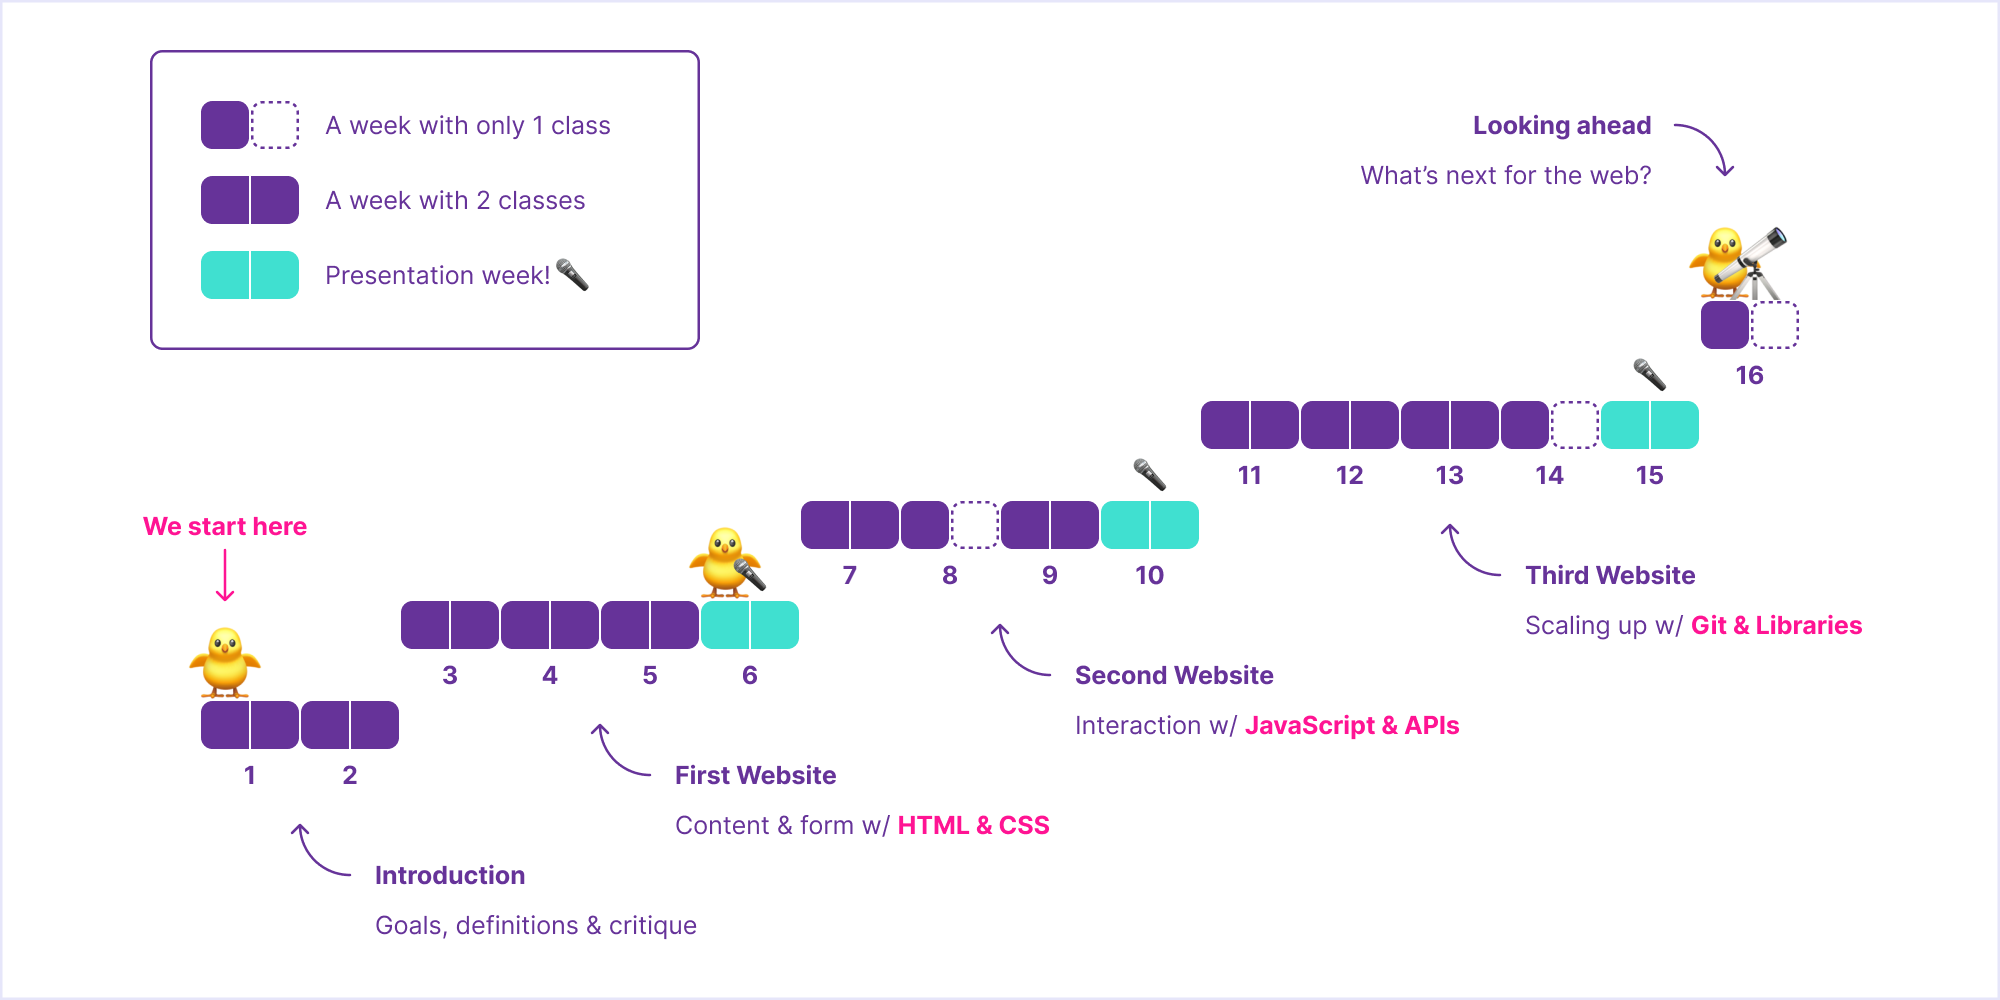 A week with only 1 class
A week with 2 classes
Presentation week!
Looking ahead
What’s next for the web?
16
11 12 13 14 15
We start here
7 8 9 10
Third Website
Scaling up w/ Git & Libraries
3 4 5 6
Second Website
Interaction w/ JavaScript & APIs
1 2
First Website
Content & form w/ HTML & CSS
Introduction
Goals, definitions & critique